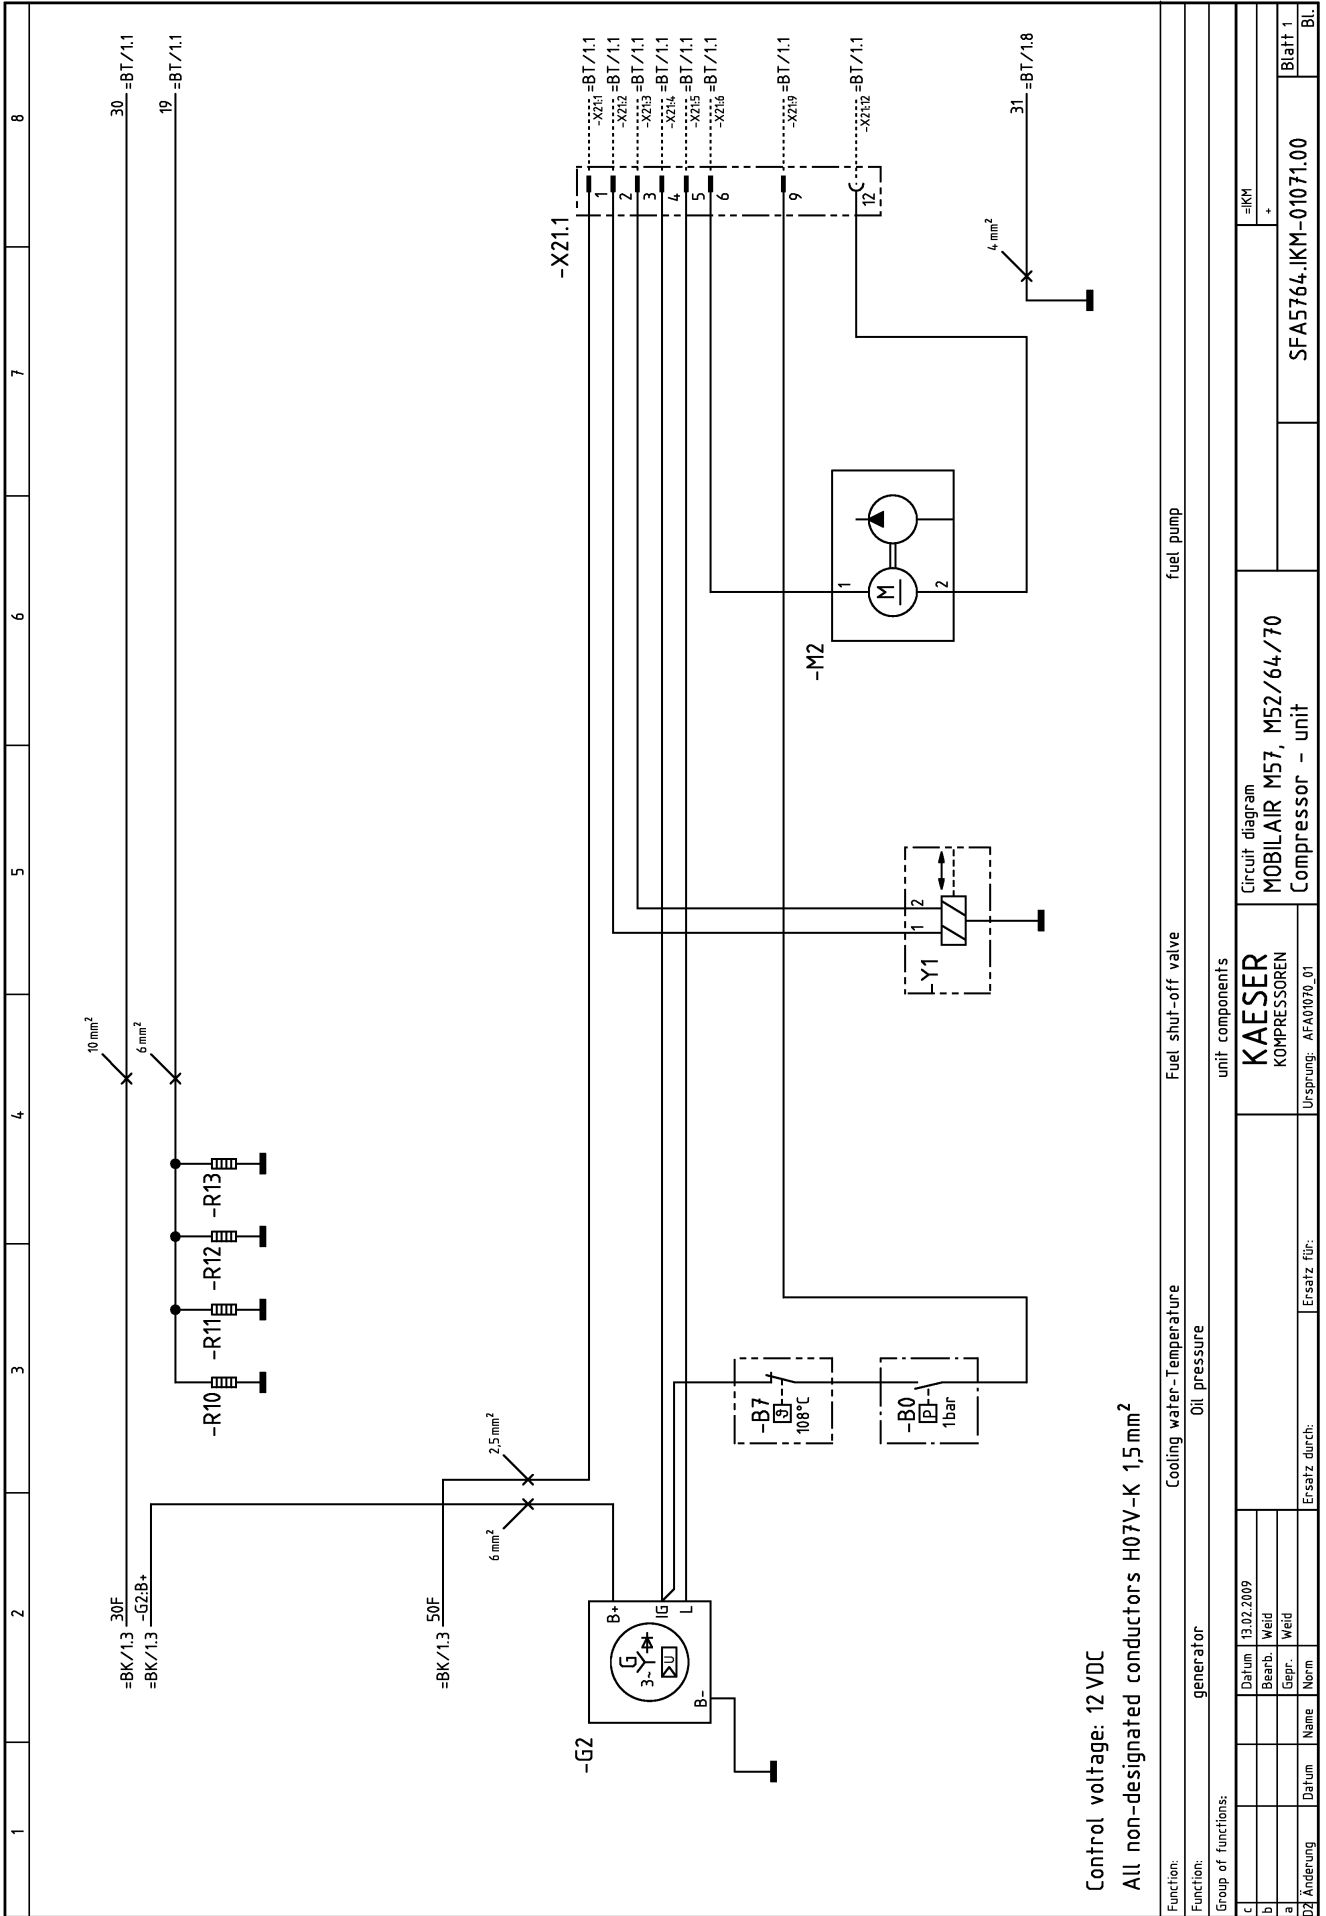 1 2 3 4 5 6 7 8
=BK/1.3 30F
30 =BT/1.1
=BK/1.3 -G2:B+
19 =BT/1.1
10 mm²
6 mm²
-R10 -R11 -R12 -R13
=BK/1.3 50F
6 mm²
2,5 mm²
-X21.1
1 -X21:1 =BT/1.1
2 -X21:2 =BT/1.1
3 -X21:3 =BT/1.1
4 -X21:4 =BT/1.1
5 -X21:5 =BT/1.1
6 -X21:6 =BT/1.1
9 -X21:9 =BT/1.1
12 -X21:12 =BT/1.1
-G2
B+
IG
L
B-
G
3~
U
-B7
ϑ
108°C
-B0
P
1bar
-Y1
1 2
-M2
1
M
2
4 mm²
31 =BT/1.8
Control voltage: 12 VDC
All non-designated conductors H07V-K 1,5 mm²
Function: Cooling water-Temperature Fuel shut-off valve fuel pump
Function: generator Oil pressure
Group of functions: unit components
c
b
a
02 Änderung Datum Name
Datum 13.02.2009
Bearb. Weid
Gepr. Weid
Norm
Ersatz durch: Ersatz für:
KAESER
KOMPRESSOREN
Ursprung: AFA01070_01
Circuit diagram
MOBILAIR M57, M52/64/70
Compressor - unit
=IKM
+
SFA5764.IKM-01071.00
Blatt 1
Bl.